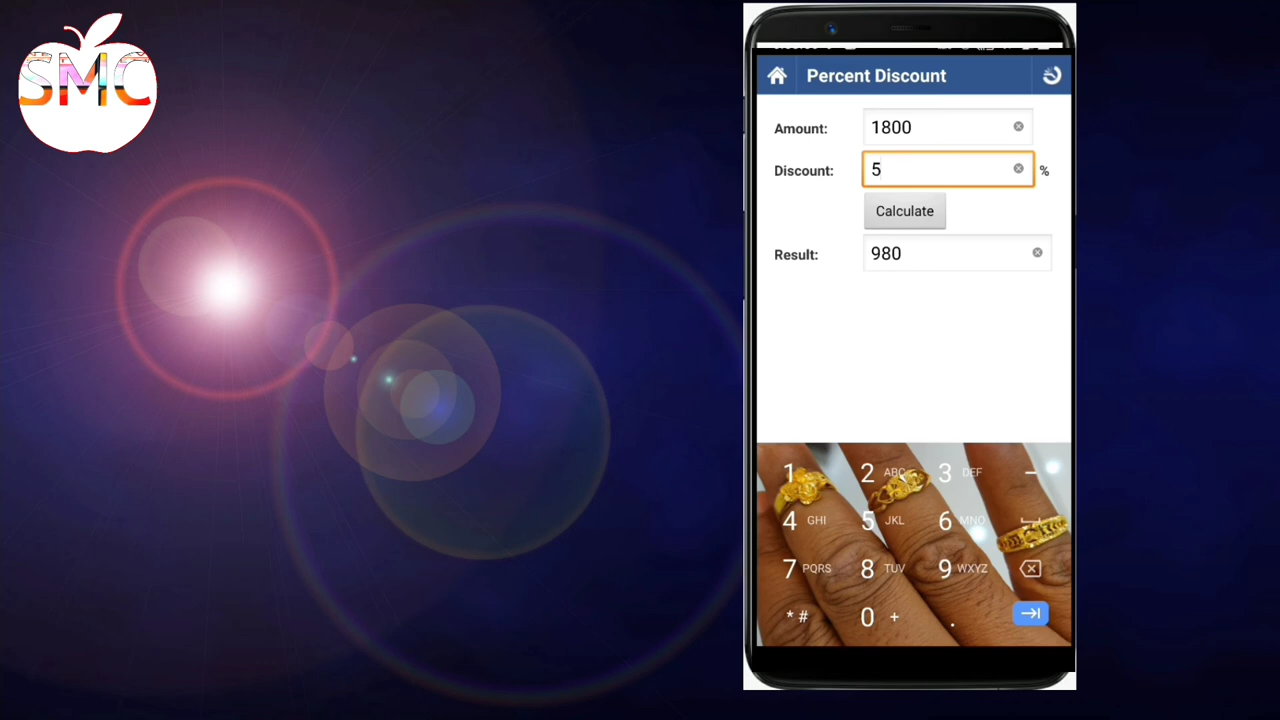 SMC
Percent Discount
Amount: 1800
Discount: 5 %
Calculate
Result: 980
1 2 ABC 3 DEF -
4 GHI 5 JKL 6 MNO
7 PQRS 8 TUV 9 WXYZ
* # 0 + .